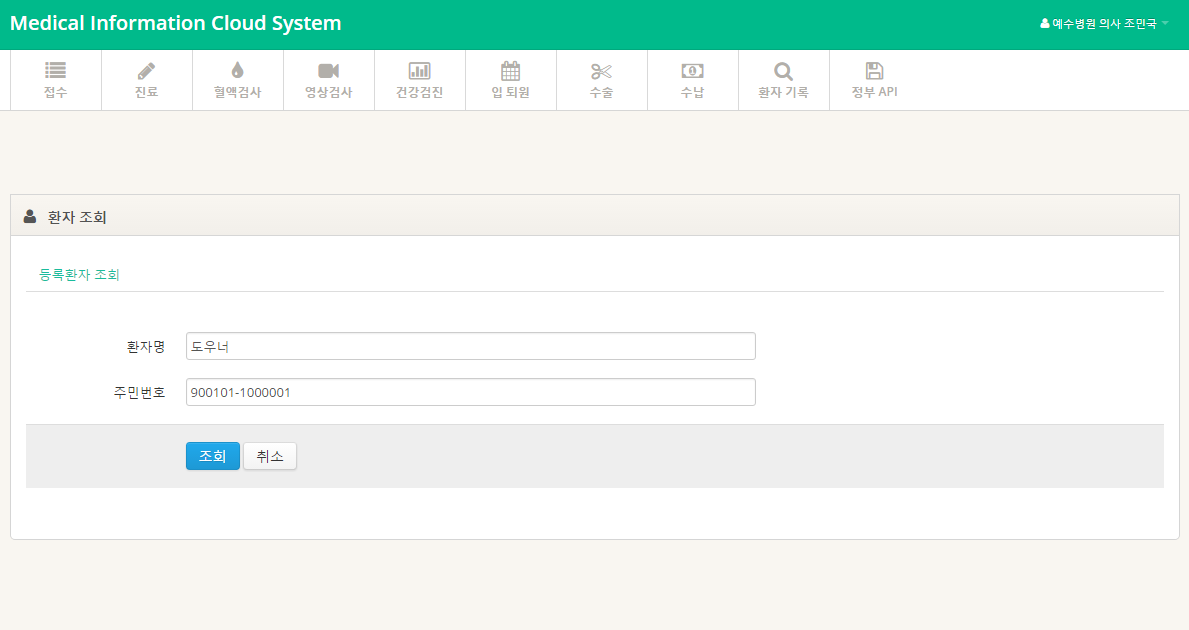 Medical Information Cloud System
예수병원 의사 조민국
접수 진료 혈액검사 영상검사 건강검진 입 퇴원 수술 수납 환자 기록 정부 API
환자 조회
등록환자 조회
환자명 도우너
주민번호 900101-1000001
조회 취소